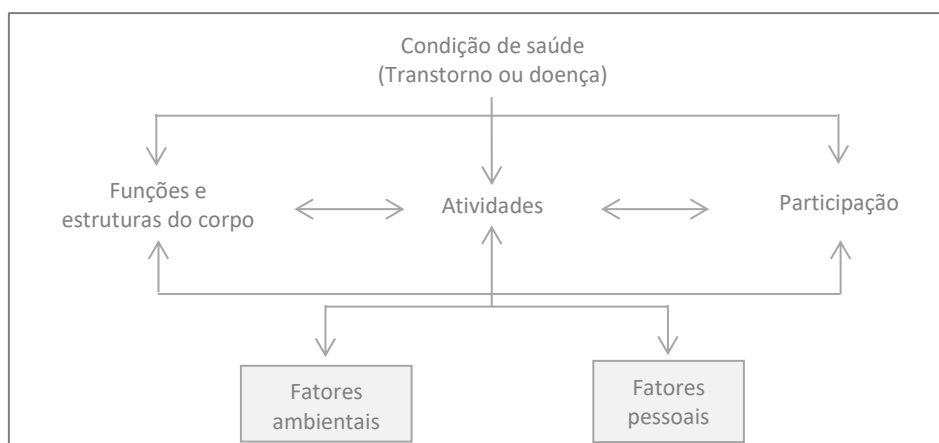 Condição de saúde
(Transtorno ou doença)
Funções e
estruturas do corpo
Atividades
Participação
Fatores
ambientais
Fatores
pessoais